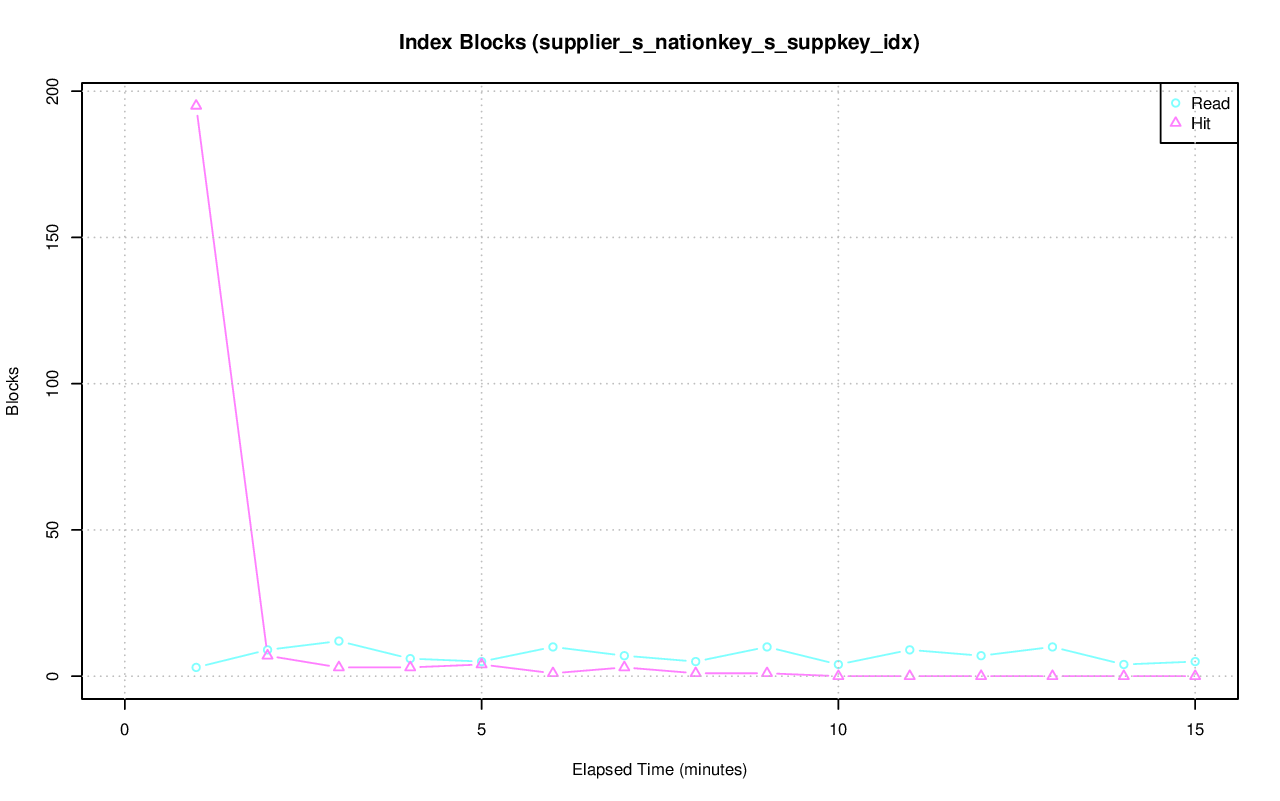 Index Blocks (supplier_s_nationkey_s_suppkey_idx)
Read
Hit
200
150
100
50
0
Blocks
0 5 10 15
Elapsed Time (minutes)